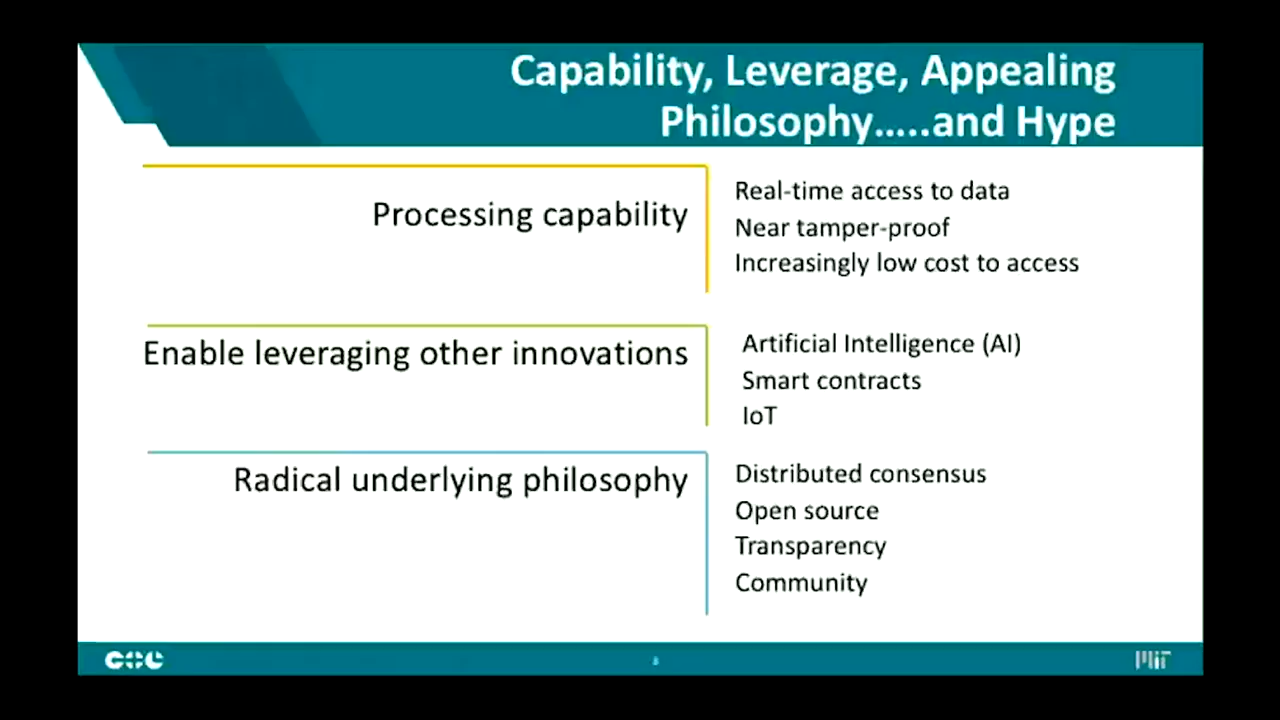 Capability, Leverage, Appealing
Philosophy…..and Hype
Processing capability
Real-time access to data
Near tamper-proof
Increasingly low cost to access
Enable leveraging other innovations
Artificial Intelligence (AI)
Smart contracts
IoT
Radical underlying philosophy
Distributed consensus
Open source
Transparency
Community
MIT